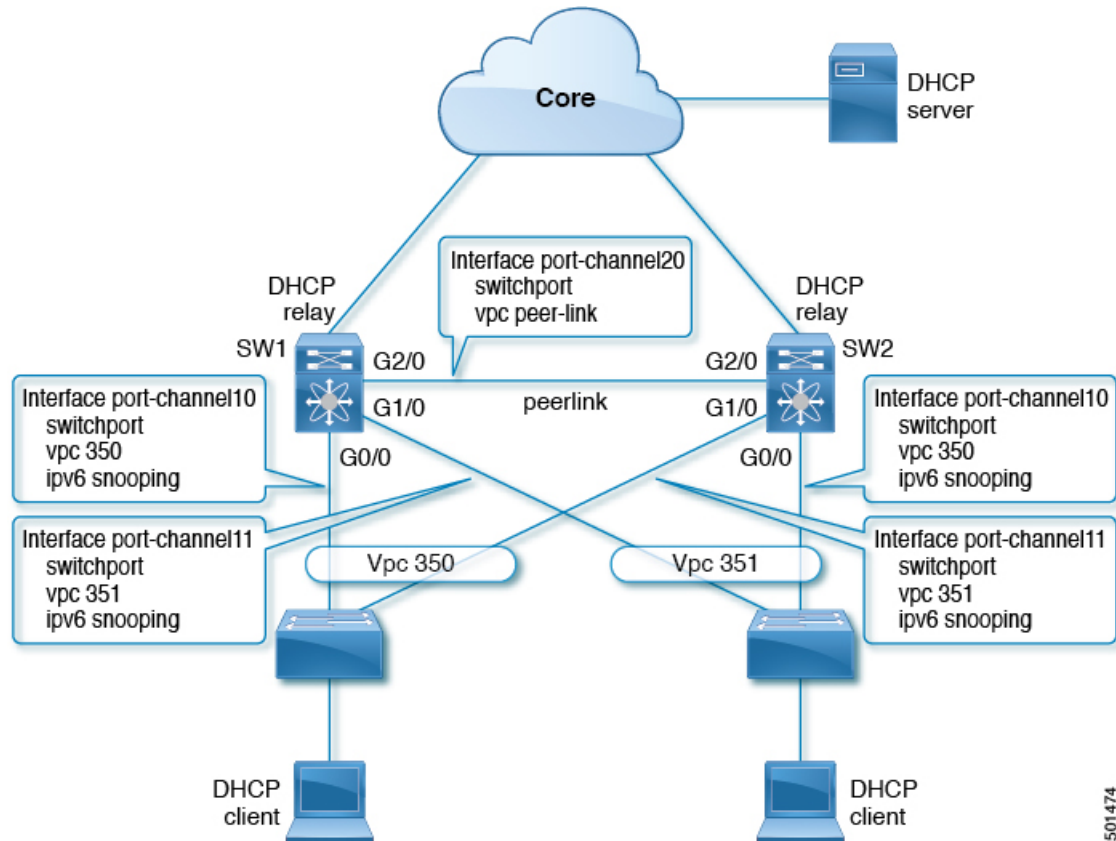 Core
DHCP
server
Interface port-channel20
switchport
vpc peer-link
DHCP
relay
DHCP
relay
SW1
SW2
G2/0
G2/0
peerlink
G1/0
G1/0
G0/0
G0/0
Interface port-channel10
switchport
vpc 350
ipv6 snooping
Interface port-channel10
switchport
vpc 350
ipv6 snooping
Interface port-channel11
switchport
vpc 351
ipv6 snooping
Vpc 350
Vpc 351
Interface port-channel11
switchport
vpc 351
ipv6 snooping
DHCP
client
DHCP
client
501474